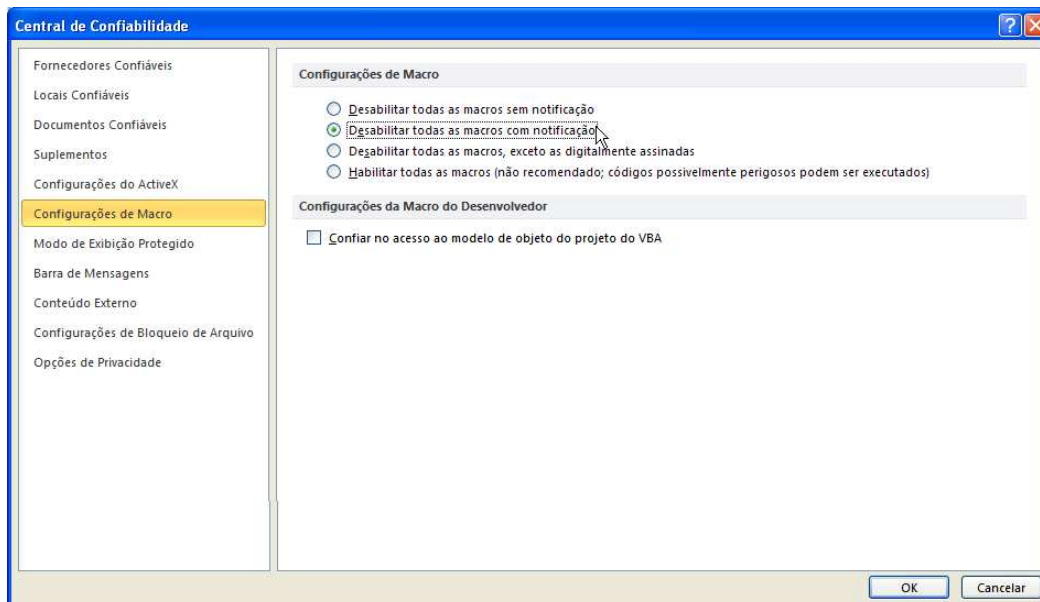 Central de Confiabilidade
Fornecedores Confiáveis
Locais Confiáveis
Documentos Confiáveis
Suplementos
Configurações do ActiveX
Configurações de Macro
Modo de Exibição Protegido
Barra de Mensagens
Conteúdo Externo
Configurações de Bloqueio de Arquivo
Opções de Privacidade
Configurações de Macro
Desabilitar todas as macros sem notificação
Desabilitar todas as macros com notificação
Desabilitar todas as macros, exceto as digitalmente assinadas
Habilitar todas as macros (não recomendado; códigos possivelmente perigosos podem ser executados)
Configurações da Macro do Desenvolvedor
Confiar no acesso ao modelo de objeto do projeto do VBA
OK
Cancelar